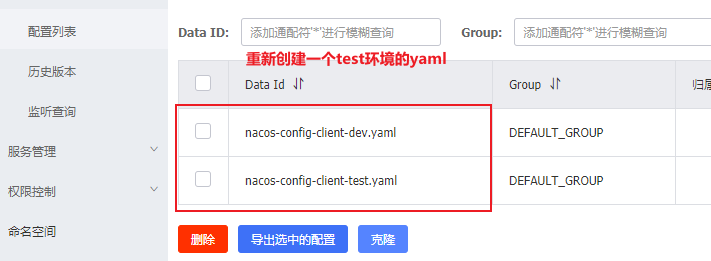 配置列表
历史版本
监听查询
服务管理
权限控制
命名空间
Data ID: 添加通配符'*'进行模糊查询 Group: 添加通配符'*'进行模糊查询
重新创建一个test环境的yaml
Data Id Group 归属
nacos-config-client-dev.yaml DEFAULT_GROUP
nacos-config-client-test.yaml DEFAULT_GROUP
删除 导出选中的配置 克隆